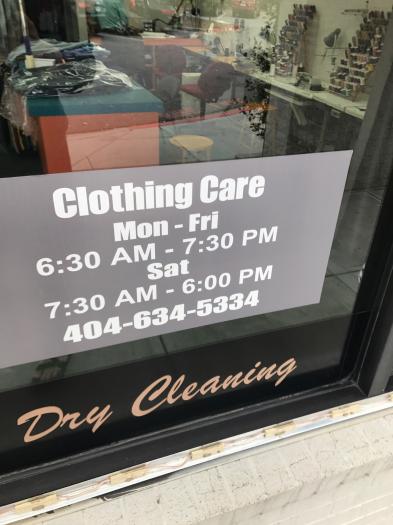 Clothing Care
Mon - Fri
6:30 AM - 7:30 PM
Sat
7:30 AM - 6:00 PM
404-634-5334
Dry Cleaning